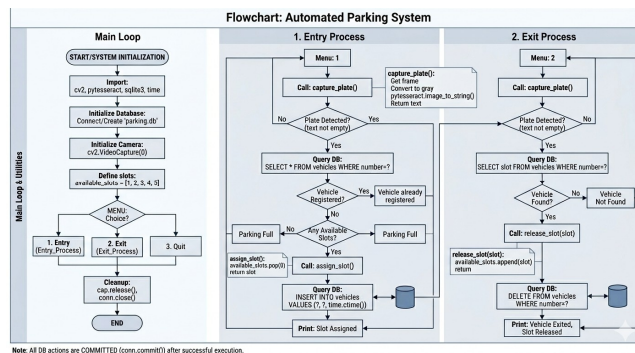 Flowchart: Automated Parking System
Main Loop & Utilities
Main Loop
START/SYSTEM INITIALIZATION
Import:
cv2, pytesseract, sqlite3, time
Initialize Database:
Connect/Create 'parking.db'
Initialize Camera:
cv2.VideoCapture(0)
Define slots:
available_slots = [1, 2, 3, 4, 5]
MENU:
Choice?
1. Entry
(Entry_Process)
2. Exit
(Exit_Process)
3. Quit
Cleanup:
cap.release(),
conn.close()
END
1. Entry Process
Menu: 1
Call: capture_plate()
capture_plate():
Get frame
Convert to gray
pytesseract.image_to_string()
Return text
No
Plate Detected?
(text not empty)
Yes
Yes
Query DB:
SELECT * FROM vehicles WHERE number=?
Vehicle
Registered?
Yes
Vehicle already
registered
No
Parking Full
No
Any Available
Slots?
Parking Full
Yes
assign_slot():
available_slots.pop(0)
return slot
Call: assign_slot()
Query DB:
INSERT INTO vehicles
VALUES (?, ?, time.ctime())
Print: Slot Assigned
2. Exit Process
Menu: 2
Call: capture_plate()
Plate Detected?
(text not empty)
No
Yes
Query DB:
SELECT slot FROM vehicles WHERE number=?
Vehicle
Found?
No
Vehicle
Not Found
Yes
Call: release_slot(slot)
release_slot(slot):
available_slots.append(slot)
return
Query DB:
DELETE FROM vehicles
WHERE number=?
Print: Vehicle Exited,
Slot Released
Note: All DB actions are COMMITTED (conn.commit()) after successful execution.